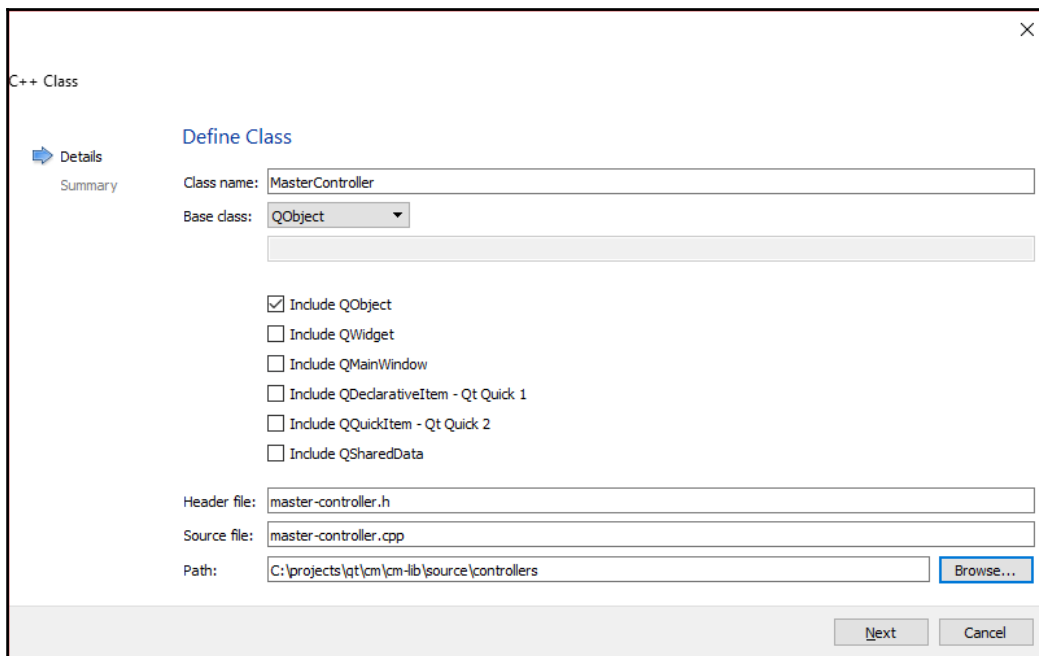 C++ Class
Define Class
Details
Summary
Class name: MasterController
Base class: QObject
Include QObject
Include QWidget
Include QMainWindow
Include QDeclarativeItem - Qt Quick 1
Include QQuickItem - Qt Quick 2
Include QSharedData
Header file: master-controller.h
Source file: master-controller.cpp
Path: C:\projects\qt\cm\cm-lib\source\controllers Browse...
Next Cancel